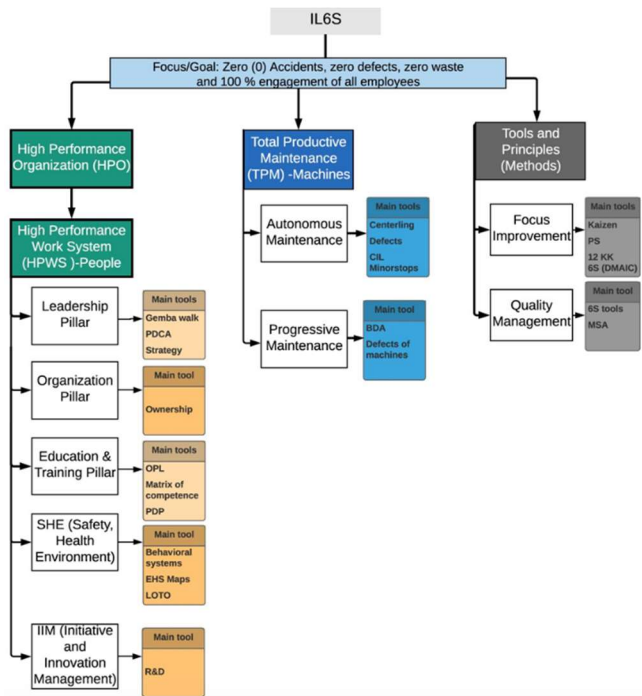 IL6S
Focus/Goal: Zero (0) Accidents, zero defects, zero waste
and 100 % engagement of all employees
High Performance
Organization (HPO)
High Performance
Work System
(HPWS )-People
Leadership
Pillar
Main tools
Gemba walk
PDCA
Strategy
Organization
Pillar
Main tool
Ownership
Education &
Training Pillar
Main tools
OPL
Matrix of
competence
PDP
SHE (Safety,
Health
Environment)
Main tool
Behavioral
systems
EHS Maps
LOTO
IIM (Initiative
and
Innovation
Management)
Main tool
R&D
Total Productive
Maintenance
(TPM) -Machines
Autonomous
Maintenance
Main tools
Centerling
Defects
CIL
Minorstops
Progressive
Maintenance
Main tool
BDA
Defects of
machines
Tools and
Principles
(Methods)
Focus
Improvement
Main tools
Kaizen
PS
12 KK
6S (DMAIC)
Quality
Management
Main tool
6S tools
MSA